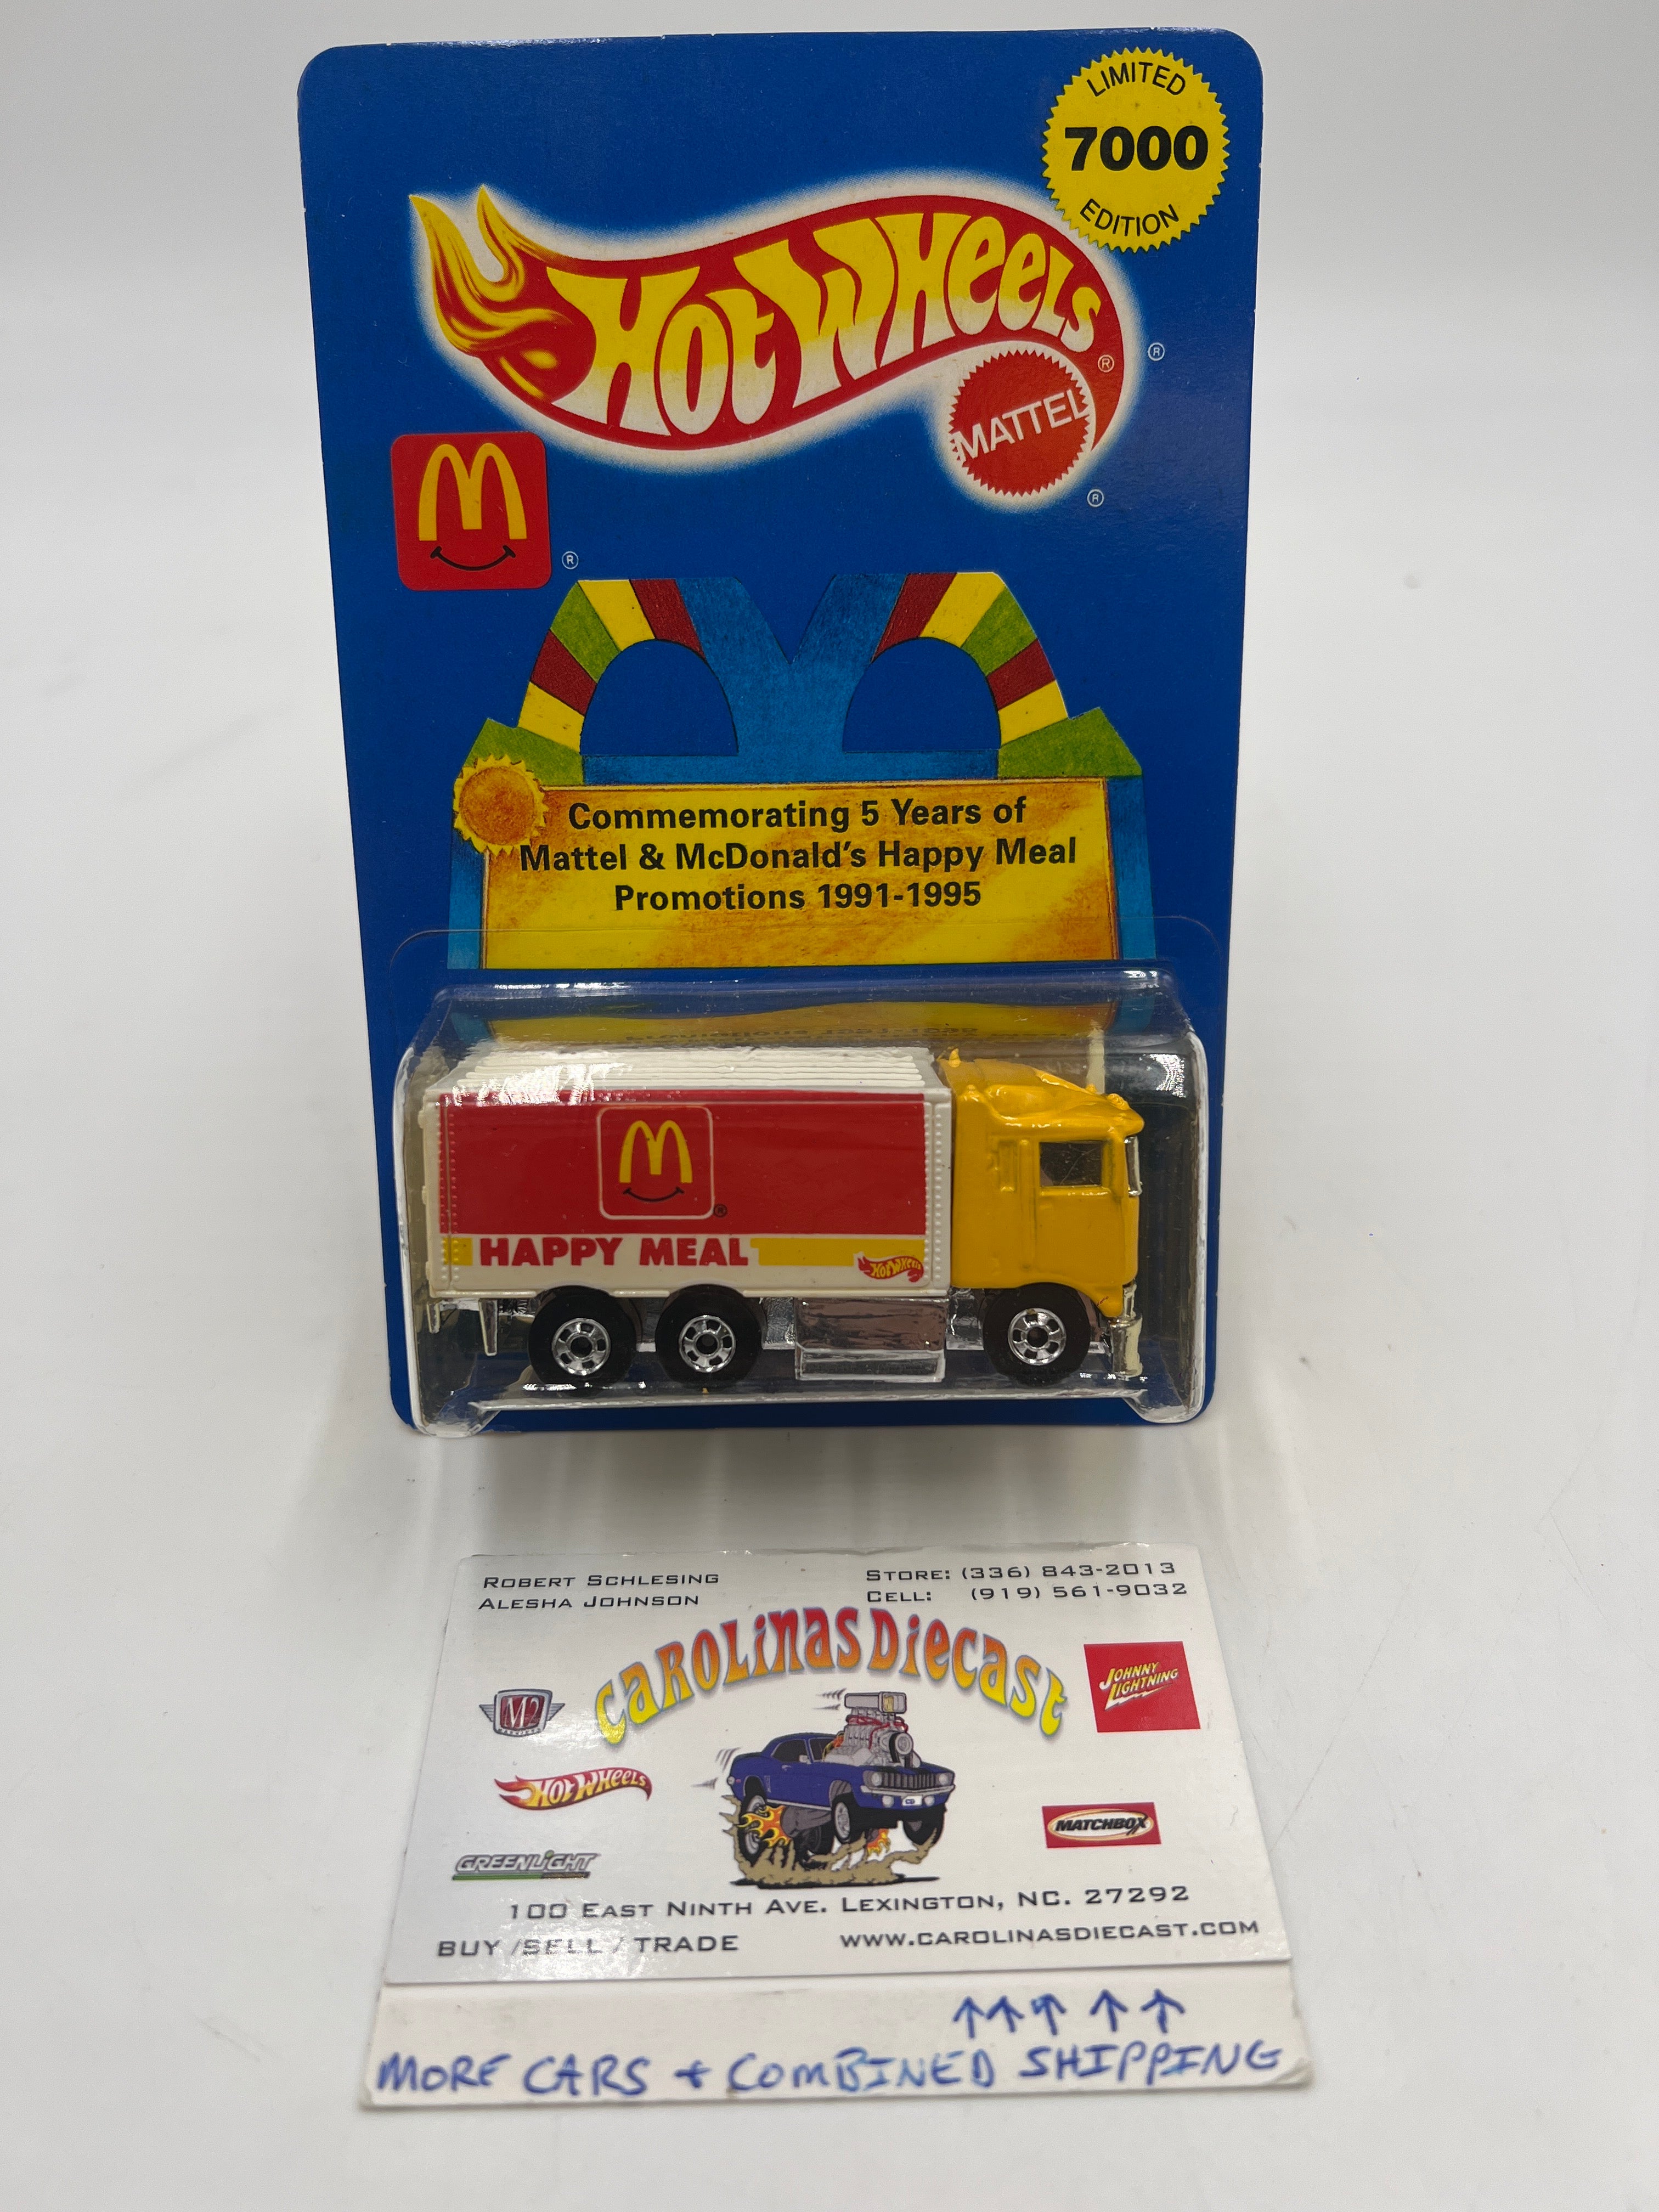 LIMITED
7000
EDITION
HOT WHEELS ®
®
MATTEL
®
M
®
Commemorating 5 Years of
Mattel & McDonald's Happy Meal
Promotions 1991-1995
M
®
HAPPY MEAL
HOT WHEELS
ROBERT SCHLESING
ALESHA JOHNSON
STORE: (336) 843-2013
CELL: (919) 561-9032
CAROLINAS DIECAST
M2
JOHNNY
LIGHTNING
HOT WHEELS
CD
MATCHBOX
GREENLIGHT
100 EAST NINTH AVE. LEXINGTON, NC. 27292
BUY / SELL / TRADE
WWW.CAROLINASDIECAST.COM
MORE CARS + COMBINED SHIPPING